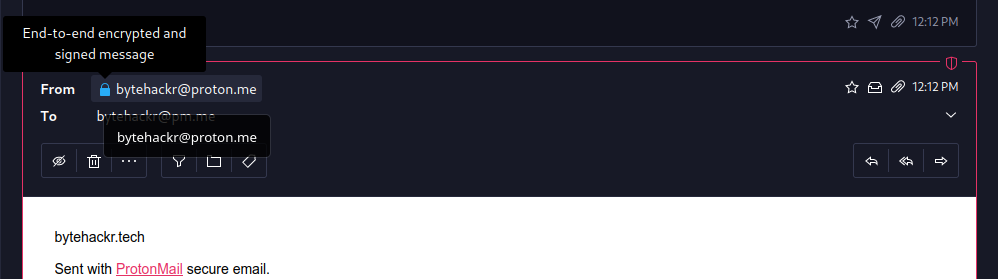 12:12 PM
End-to-end encrypted and
signed message
From bytehackr@proton.me 12:12 PM
To bytehackr@pm.me
bytehackr@proton.me
bytehackr.tech
Sent with ProtonMail secure email.